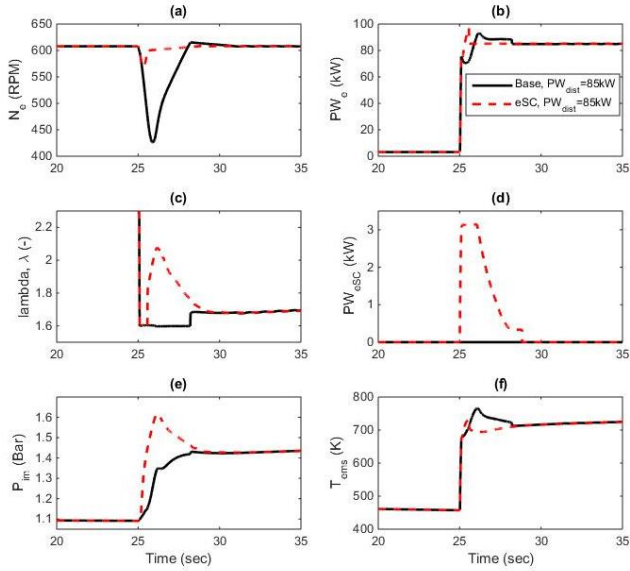 (a)
650
600
550
500
450
400
N_e (RPM)
20 25 30 35
(b)
100
80
60
40
20
0
PW_e (kW)
Base, PW_dist=85kW
eSC, PW_dist=85kW
20 25 30 35
(c)
2.2
2
1.8
1.6
lambda, λ (-)
20 25 30 35
(d)
3
2
1
0
PW_eSC (kW)
20 25 30 35
(e)
1.6
1.5
1.4
1.3
1.2
1.1
P_im (Bar)
20 25 30 35
Time (sec)
(f)
800
700
600
500
400
T_ems (K)
20 25 30 35
Time (sec)